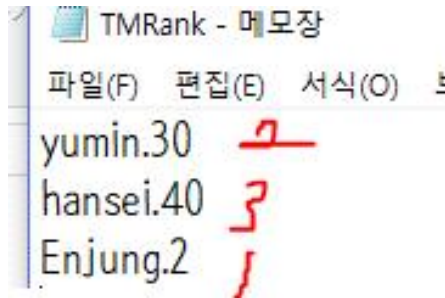 TMRank - 메모장
파일(F) 편집(E) 서식(O)
yumin.30 2
hansei.40 3
Enjung.2 1